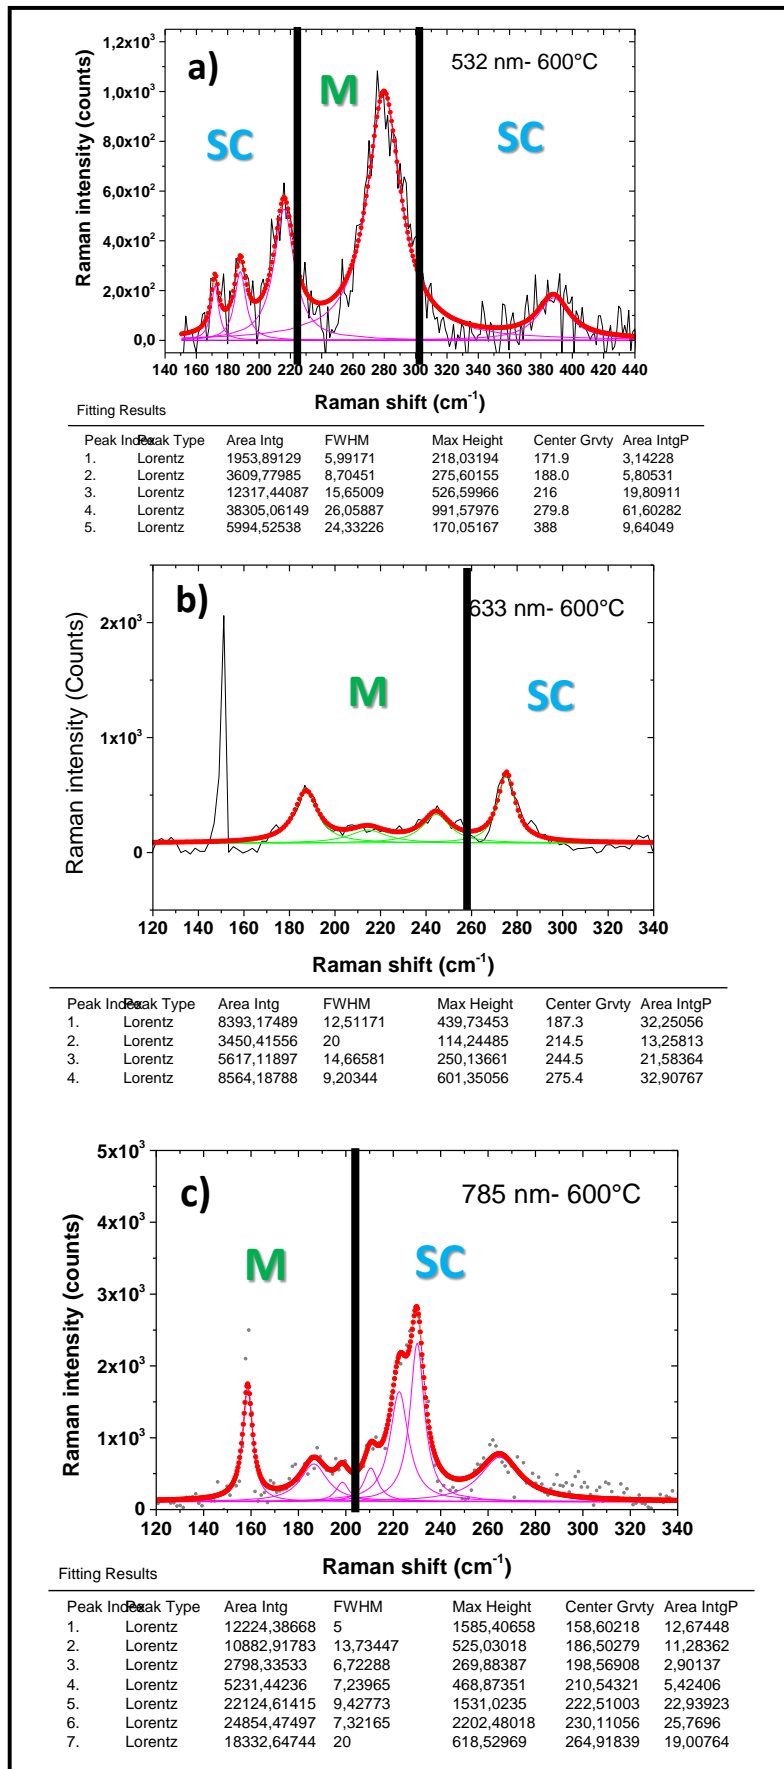 a)
532 nm- 600°C
SC
M
SC
Raman intensity (counts)
1,2x10³
1,0x10³
8,0x10²
6,0x10²
4,0x10²
2,0x10²
0,0
140 160 180 200 220 240 260 280 300 320 340 360 380 400 420 440
Raman shift (cm⁻¹)
Fitting Results
Peak Index Peak Type Area Intg FWHM Max Height Center Grvty Area IntgP
1. Lorentz 1953,89129 5,99171 218,03194 171.9 3,14228
2. Lorentz 3609,77985 8,70451 275,60155 188.0 5,80531
3. Lorentz 12317,44087 15,65009 526,59966 216 19,80911
4. Lorentz 38305,06149 26,05887 991,57976 279.8 61,60282
5. Lorentz 5994,52538 24,33226 170,05167 388 9,64049
b)
633 nm- 600°C
M
SC
Raman intensity (Counts)
2x10³
1x10³
0
120 140 160 180 200 220 240 260 280 300 320 340
Raman shift (cm⁻¹)
Peak Index Peak Type Area Intg FWHM Max Height Center Grvty Area IntgP
1. Lorentz 8393,17489 12,51171 439,73453 187.3 32,25056
2. Lorentz 3450,41556 20 114,24485 214.5 13,25813
3. Lorentz 5617,11897 14,66581 250,13661 244.5 21,58364
4. Lorentz 8564,18788 9,20344 601,35056 275.4 32,90767
c)
785 nm- 600°C
M
SC
Raman intensity (counts)
5x10³
4x10³
3x10³
2x10³
1x10³
0
120 140 160 180 200 220 240 260 280 300 320 340
Raman shift (cm⁻¹)
Fitting Results
Peak Index Peak Type Area Intg FWHM Max Height Center Grvty Area IntgP
1. Lorentz 12224,38668 5 1585,40658 158,60218 12,67448
2. Lorentz 10882,91783 13,73447 525,03018 186,50279 11,28362
3. Lorentz 2798,33533 6,72288 269,88387 198,56908 2,90137
4. Lorentz 5231,44236 7,23965 468,87351 210,54321 5,42406
5. Lorentz 22124,61415 9,42773 1531,0235 222,51003 22,93923
6. Lorentz 24854,47497 7,32165 2202,48018 230,11056 25,7696
7. Lorentz 18332,64744 20 618,52969 264,91839 19,00764